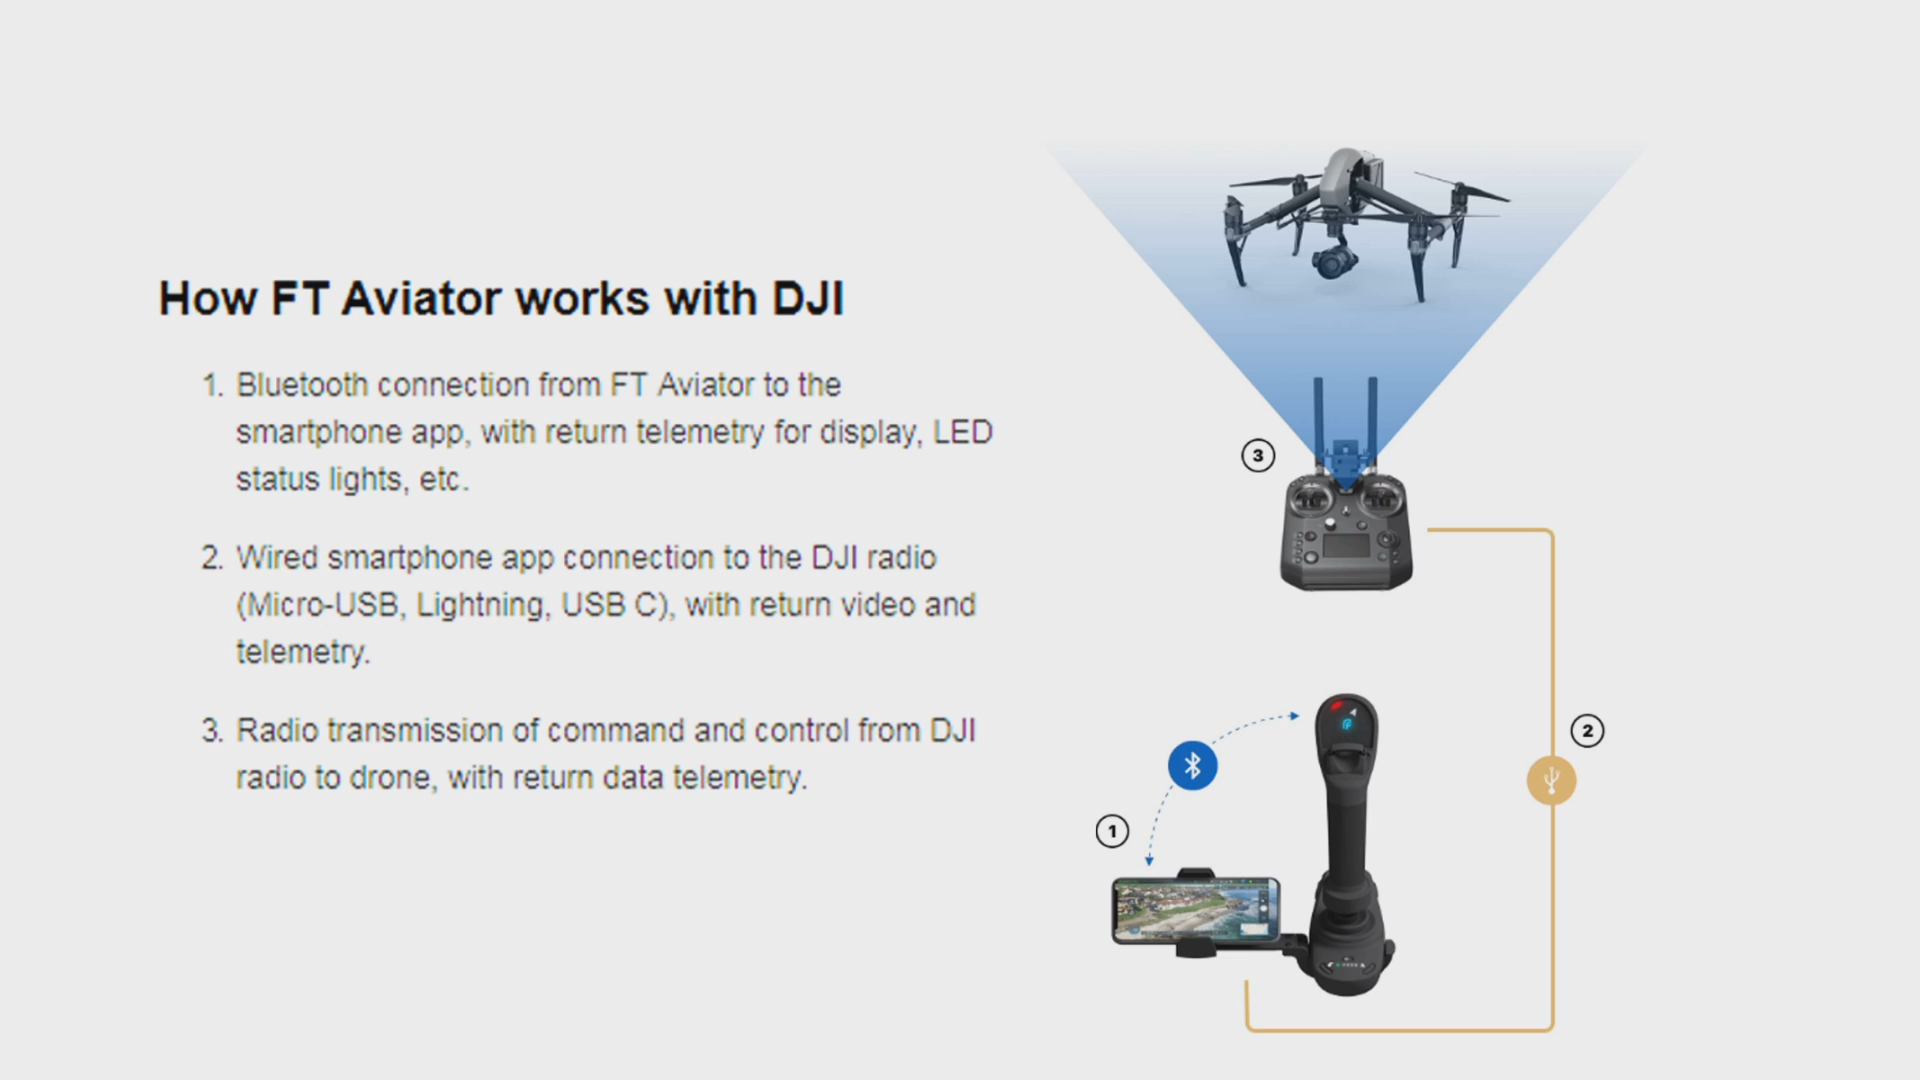 How FT Aviator works with DJI
1. Bluetooth connection from FT Aviator to the
smartphone app, with return telemetry for display, LED
status lights, etc.
2. Wired smartphone app connection to the DJI radio
(Micro-USB, Lightning, USB C), with return video and
telemetry.
3. Radio transmission of command and control from DJI
radio to drone, with return data telemetry.
3
2
1